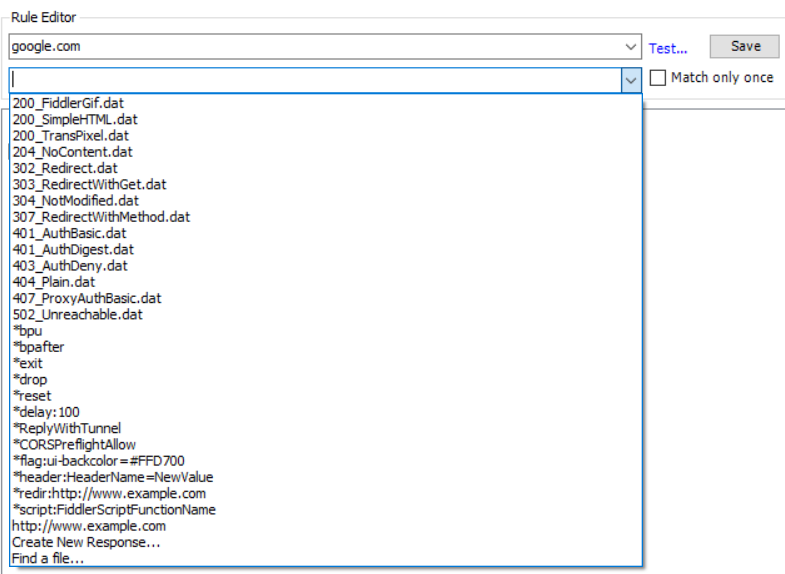 Rule Editor
google.com
Test...
Save
Match only once
200_FiddlerGif.dat
200_SimpleHTML.dat
200_TransPixel.dat
204_NoContent.dat
302_Redirect.dat
303_RedirectWithGet.dat
304_NotModified.dat
307_RedirectWithMethod.dat
401_AuthBasic.dat
401_AuthDigest.dat
403_AuthDeny.dat
404_Plain.dat
407_ProxyAuthBasic.dat
502_Unreachable.dat
*bpu
*bpafter
*exit
*drop
*reset
*delay:100
*ReplyWithTunnel
*CORSPreflightAllow
*flag:ui-backcolor=#FFD700
*header:HeaderName=NewValue
*redir:http://www.example.com
*script:FiddlerScriptFunctionName
http://www.example.com
Create New Response...
Find a file...